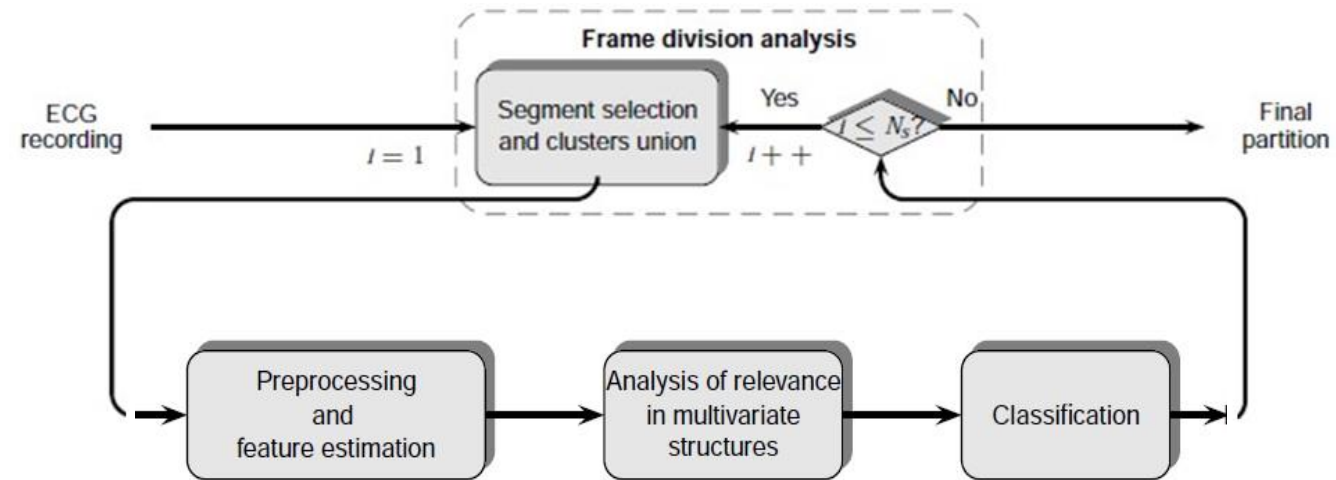 Frame division analysis
ECG
recording
i = 1
Segment selection
and clusters union
Yes
i + +
i ≤ Nₛ?
No
Final
partition
Preprocessing
and
feature estimation
Analysis of relevance
in multivariate
structures
Classification